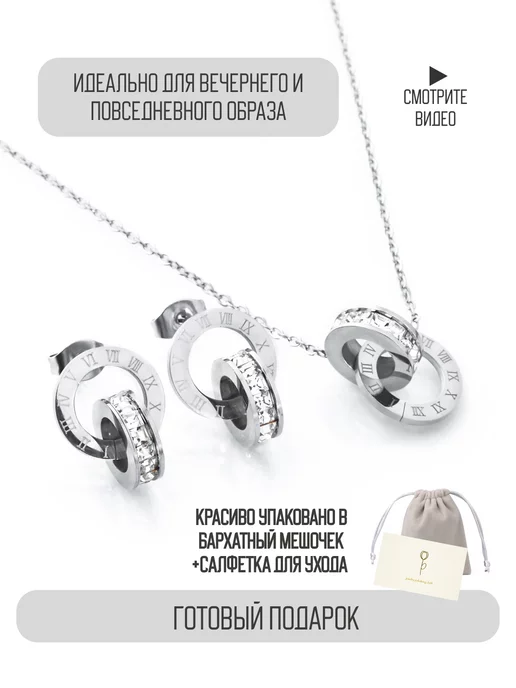 ИДЕАЛЬНО ДЛЯ ВЕЧЕРНЕГО И
ПОВСЕДНЕВНОГО ОБРАЗА
СМОТРИТЕ
ВИДЕО
КРАСИВО УПАКОВАНО В
БАРХАТНЫЙ МЕШОЧЕК
+САЛФЕТКА ДЛЯ УХОДА
ГОТОВЫЙ ПОДАРОК